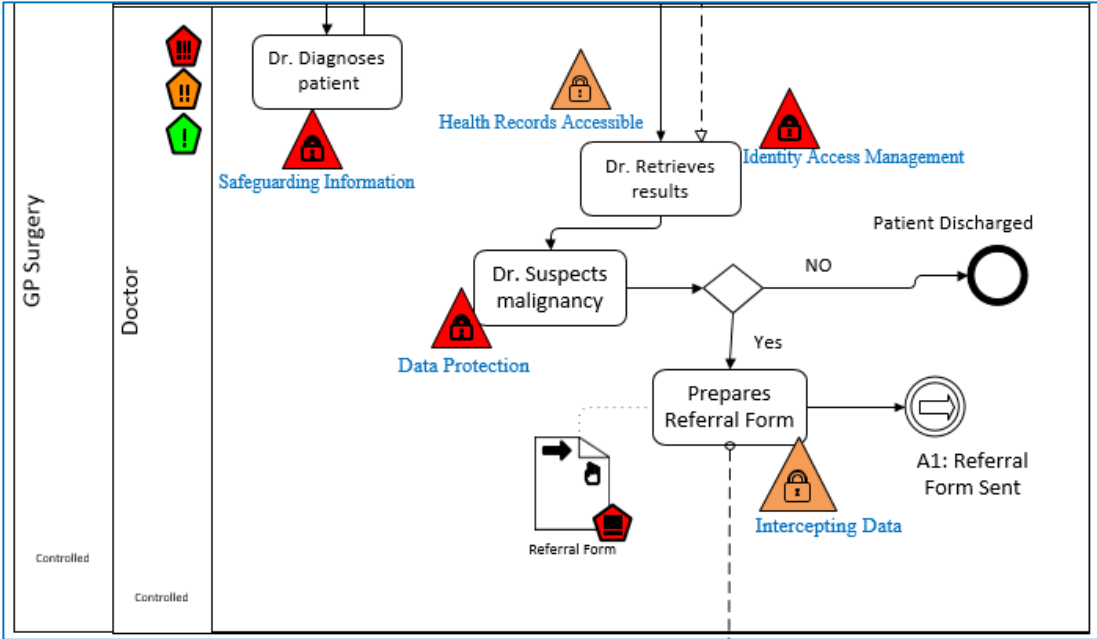 GP Surgery
Controlled
Doctor
Controlled
!!!
!!
!
Dr. Diagnoses
patient
Safeguarding Information
Health Records Accessible
Identity Access Management
Dr. Retrieves
results
Patient Discharged
Dr. Suspects
malignancy
NO
Data Protection
Yes
Prepares
Referral Form
A1: Referral
Form Sent
Intercepting Data
Referral Form